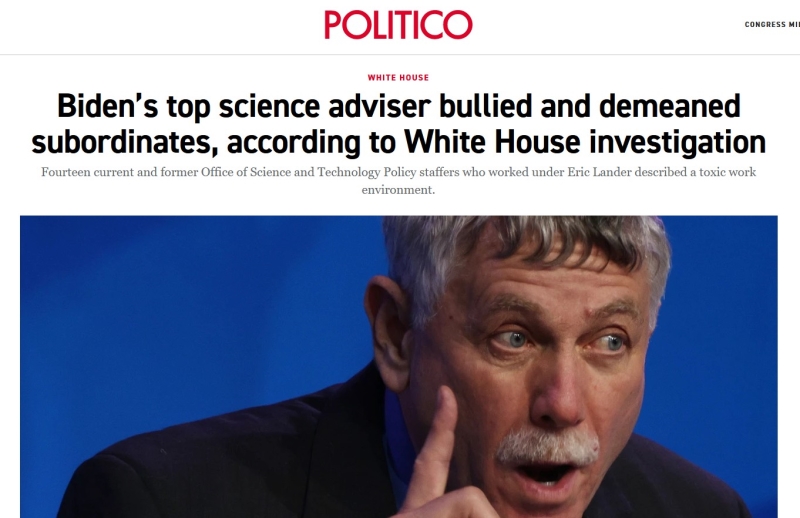 POLITICO
CONGRESS
WHITE HOUSE
Biden’s top science adviser bullied and demeaned
subordinates, according to White House investigation
Fourteen current and former Office of Science and Technology Policy staffers who worked under Eric Lander described a toxic work
environment.